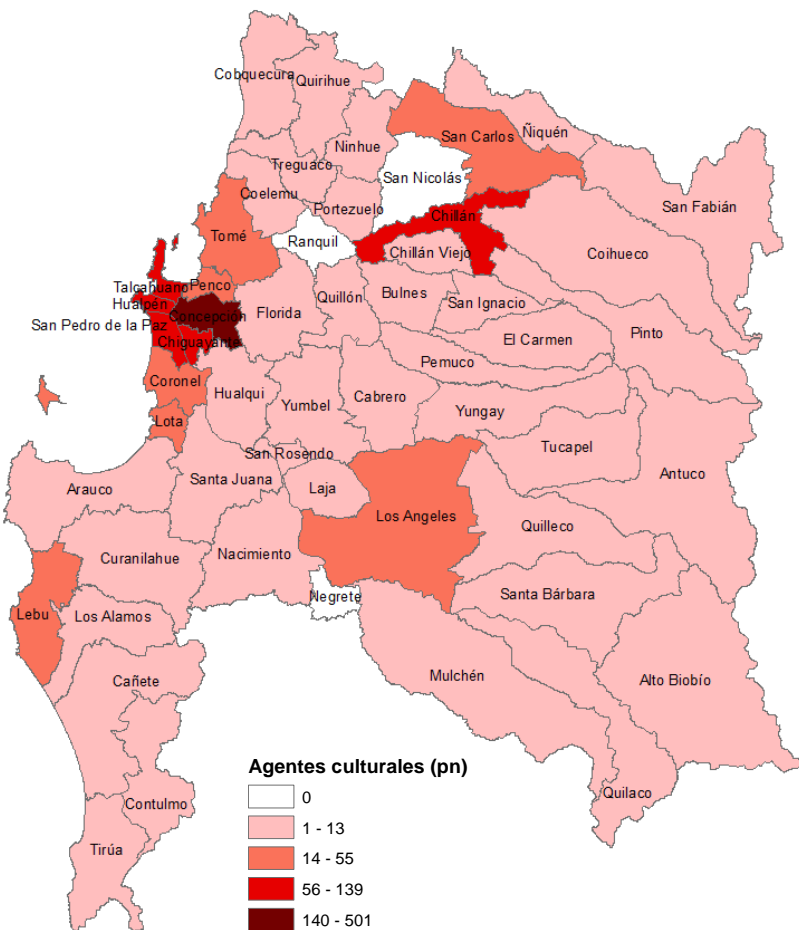 Cobquecura
Quirihue
Ñiquén
San Carlos
Ninhue
Treguaco
San Nicolás
Coelemu
San Fabián
Portezuelo
Chillán
Tomé
Ranquil
Chillán Viejo
Coihueco
Talcahuano
Penco
Hualpén
Concepción
Florida
Quillón
Bulnes
San Ignacio
San Pedro de la Paz
Chiguayante
El Carmen
Pinto
Pemuco
Coronel
Hualqui
Yumbel
Cabrero
Yungay
Lota
Tucapel
San Rosendo
Antuco
Arauco
Santa Juana
Laja
Los Angeles
Quilleco
Curanilahue
Nacimiento
Negrete
Santa Bárbara
Lebu
Los Alamos
Mulchén
Alto Biobío
Cañete
Quilaco
Contulmo
Tirúa
Agentes culturales (pn)
0
1 - 13
14 - 55
56 - 139
140 - 501